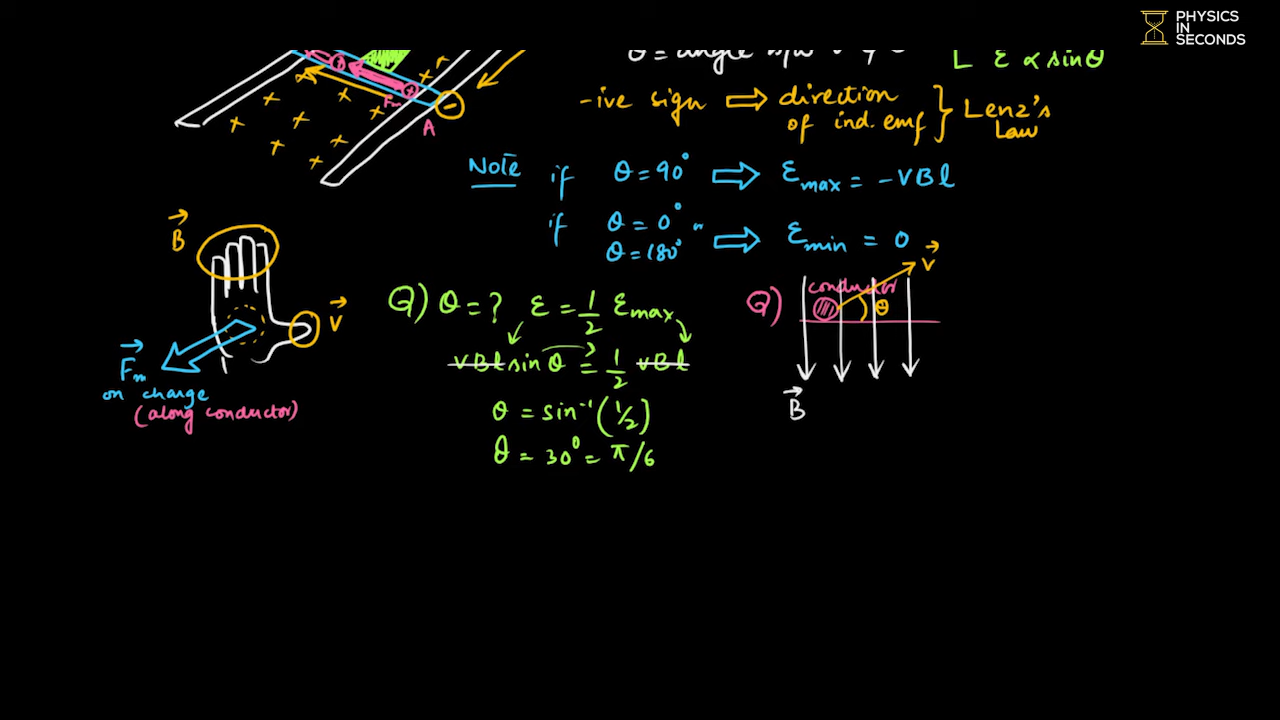 PHYSICS
IN
SECONDS
θ = angle
L ε ∝ sinθ
-ive sign ⇒ direction
of ind. emf } Lenz's
Law
Fm
A
Note if θ = 90° ⇒ εmax = -VBl
if θ = 0°
θ = 180° ⇒ εmin = 0
B
V
Fm
on charge
(along conductor)
Q) θ = ? ε = 1/2 εmax
vBl sin θ = 1/2 vBl
θ = sin⁻¹(1/2)
θ = 30° = π/6
Q) conductor
V
θ
B